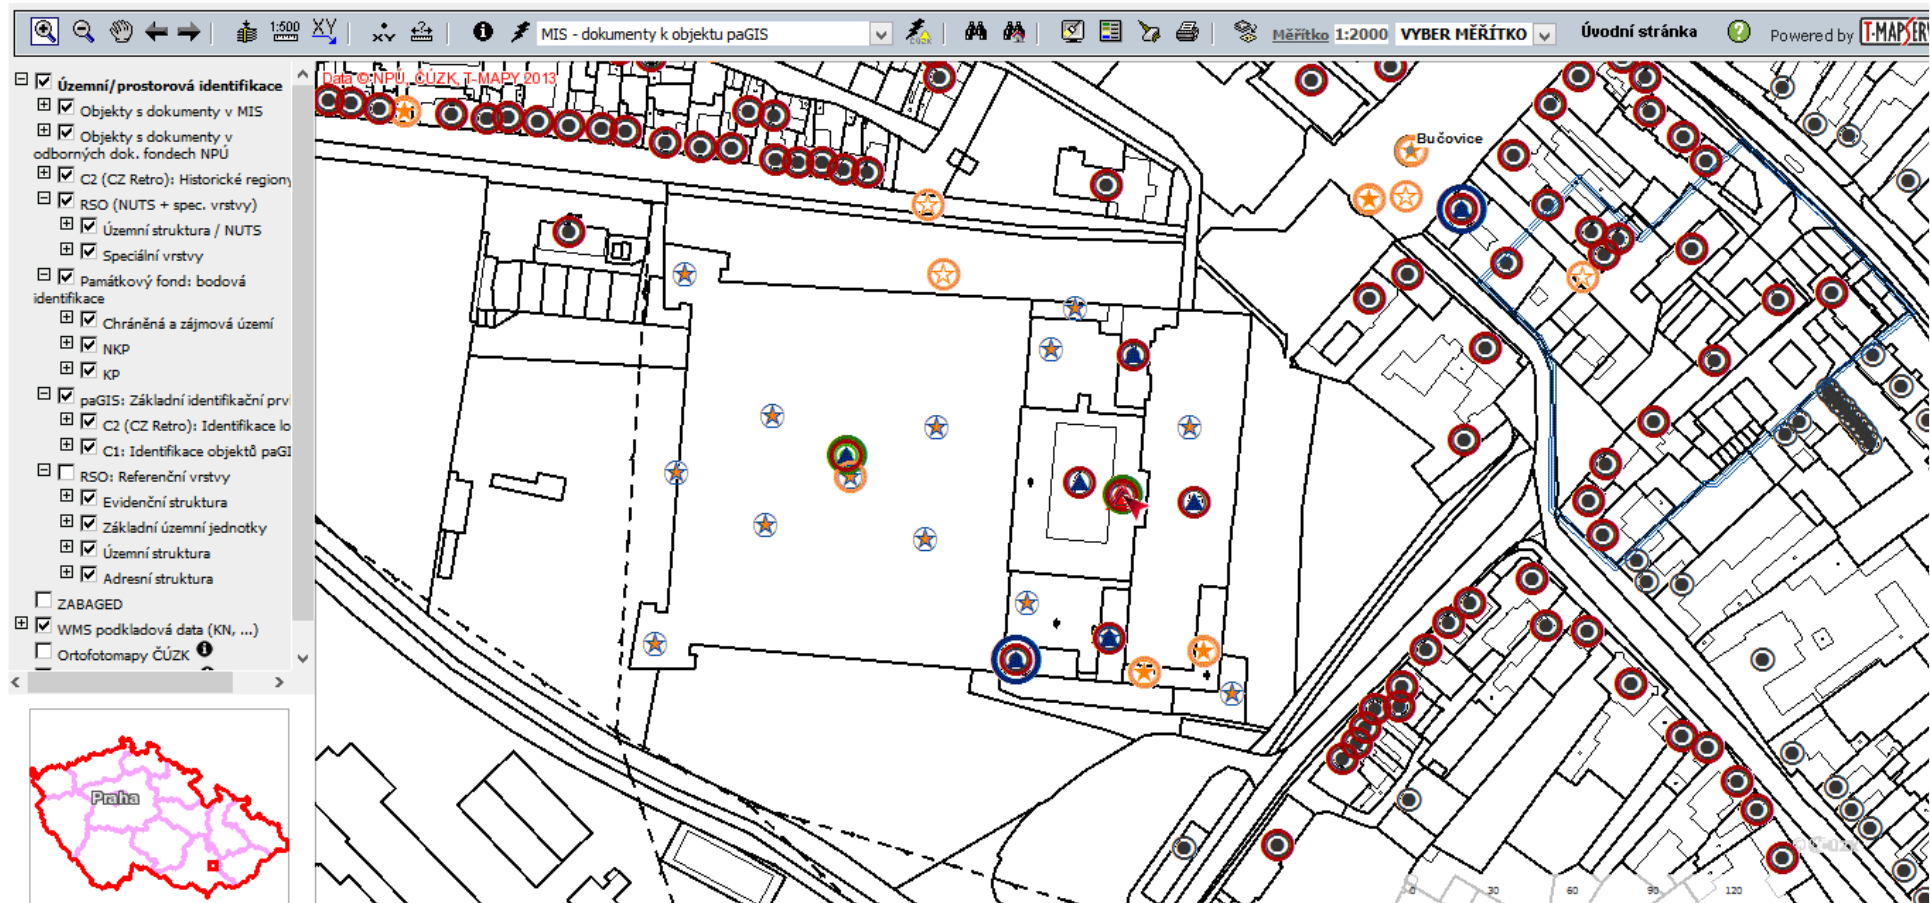 1:500
XY
MIS - dokumenty k objektu paGIS
Měřítko 1:2000 VYBER MĚŘÍTKO
Úvodní stránka
Powered by T-MAPSER
Územní/prostorová identifikace
Objekty s dokumenty v MIS
Objekty s dokumenty v
odborných dok. fondech NPÚ
C2 (CZ Retro): Historické regiony
RSO (NUTS + spec. vrstvy)
Územní struktura / NUTS
Speciální vrstvy
Památkový fond: bodová
identifikace
Chráněná a zájmová území
NKP
KP
paGIS: Základní identifikační prvi
C2 (CZ Retro): Identifikace lo
C1: Identifikace objektů paGI
RSO: Referenční vrstvy
Evidenční struktura
Základní územní jednotky
Územní struktura
Adresní struktura
ZABAGED
WMS podkladová data (KN, ...)
Ortofotomapy ČÚZK
Praha
Data © NPÚ, ČÚZK, T-MAPY 2013
Bučovice
0 30 60 90 120